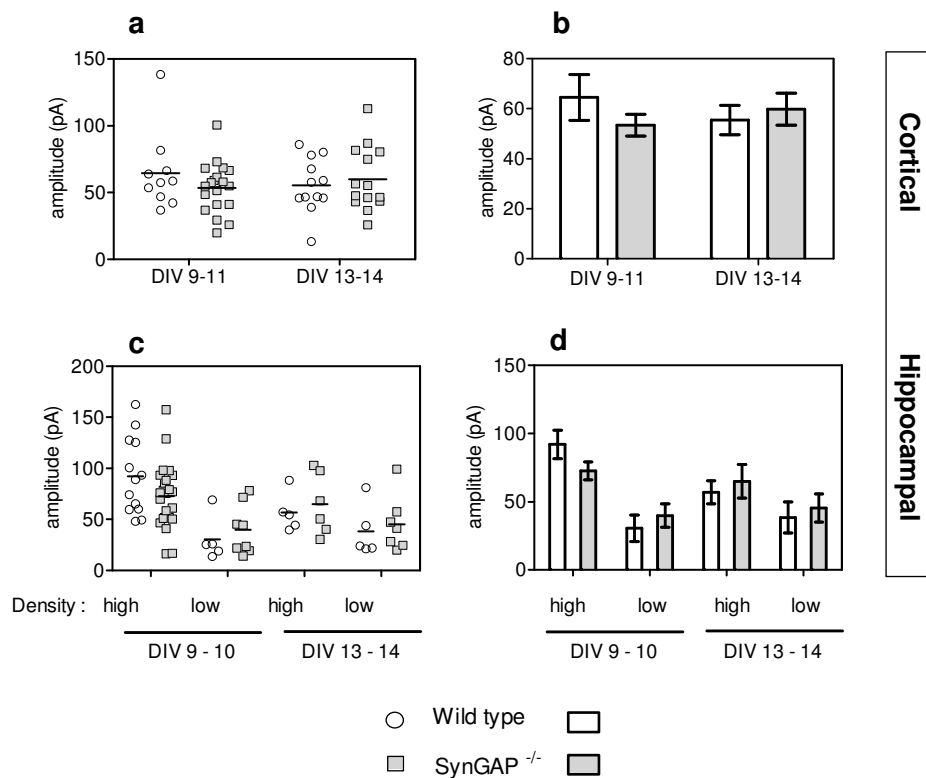 a
b
150
100
50
0
amplitude (pA)
DIV 9-11
DIV 13-14
80
60
40
20
0
amplitude (pA)
DIV 9-11
DIV 13-14
Cortical
c
d
200
150
100
50
0
amplitude (pA)
Density : high low high low
DIV 9 - 10
DIV 13 - 14
150
100
50
0
amplitude (pA)
high low high low
DIV 9 - 10
DIV 13 - 14
Hippocampal
Wild type
SynGAP -/-